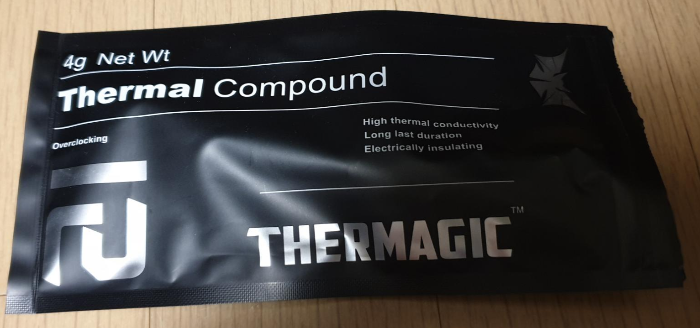 4g Net Wt
Thermal Compound
High thermal conductivity
Long last duration
Electrically insulating
Overclocking
THERMAGIC™